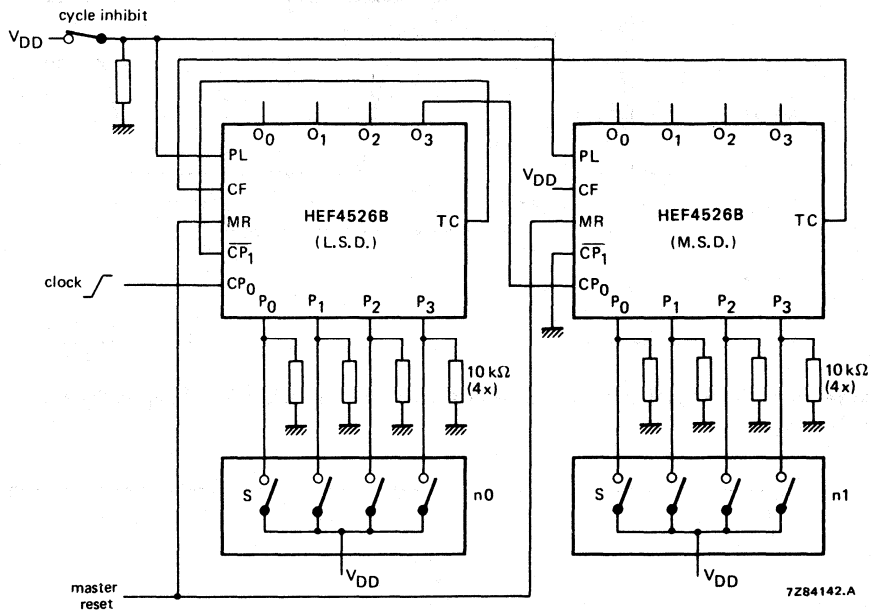 cycle inhibit
VDD
O0 O1 O2 O3
PL
CF
MR
CP1
CP0
HEF4526B
(L.S.D.)
TC
P0 P1 P2 P3
clock
10 kΩ
(4x)
S
n0
VDD
O0 O1 O2 O3
PL
VDD
CF
MR
CP1
CP0
HEF4526B
(M.S.D.)
TC
P0 P1 P2 P3
10 kΩ
(4x)
S
n1
VDD
master
reset
7Z84142.A